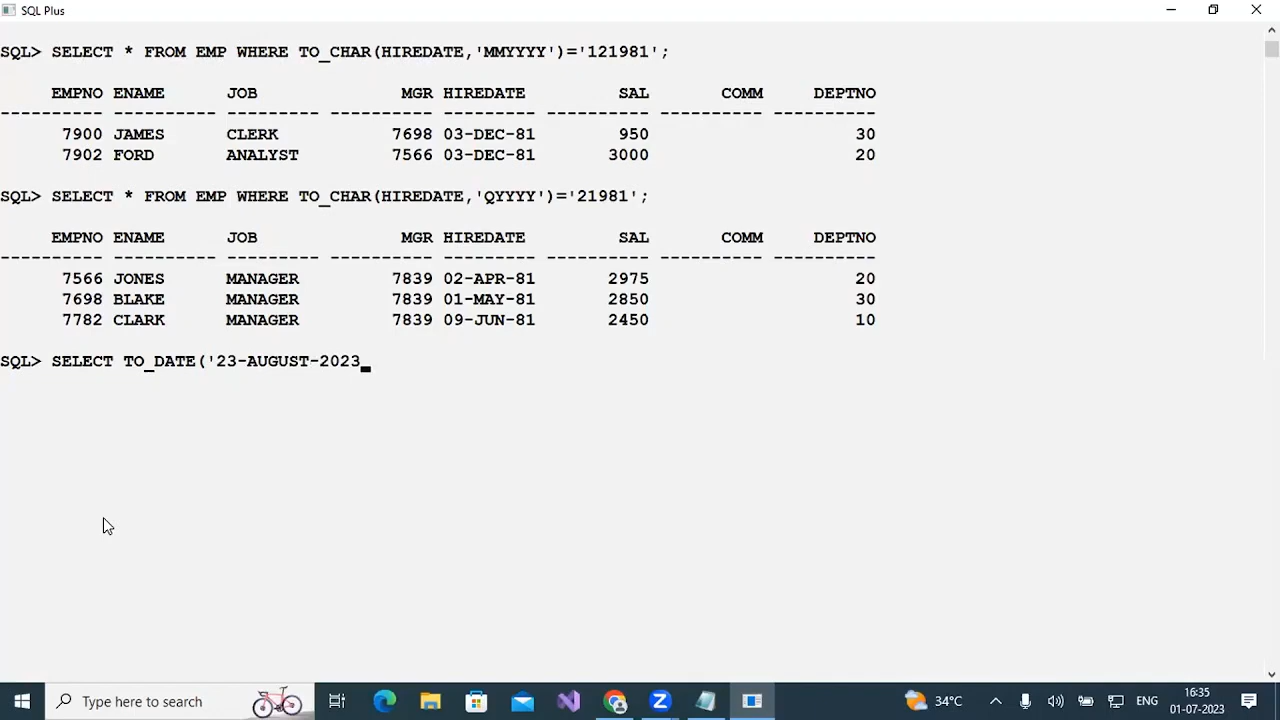 SQL Plus
SQL> SELECT * FROM EMP WHERE TO_CHAR(HIREDATE,'MMYYYY')='121981';
EMPNO ENAME JOB MGR HIREDATE SAL COMM DEPTNO
---------- ---------- --------- ---------- --------- ---------- ---------- ----------
7900 JAMES CLERK 7698 03-DEC-81 950 30
7902 FORD ANALYST 7566 03-DEC-81 3000 20
SQL> SELECT * FROM EMP WHERE TO_CHAR(HIREDATE,'QYYYY')='21981';
EMPNO ENAME JOB MGR HIREDATE SAL COMM DEPTNO
---------- ---------- --------- ---------- --------- ---------- ---------- ----------
7566 JONES MANAGER 7839 02-APR-81 2975 20
7698 BLAKE MANAGER 7839 01-MAY-81 2850 30
7782 CLARK MANAGER 7839 09-JUN-81 2450 10
SQL> SELECT TO_DATE('23-AUGUST-2023
Type here to search
34°C
ENG
16:35
01-07-2023